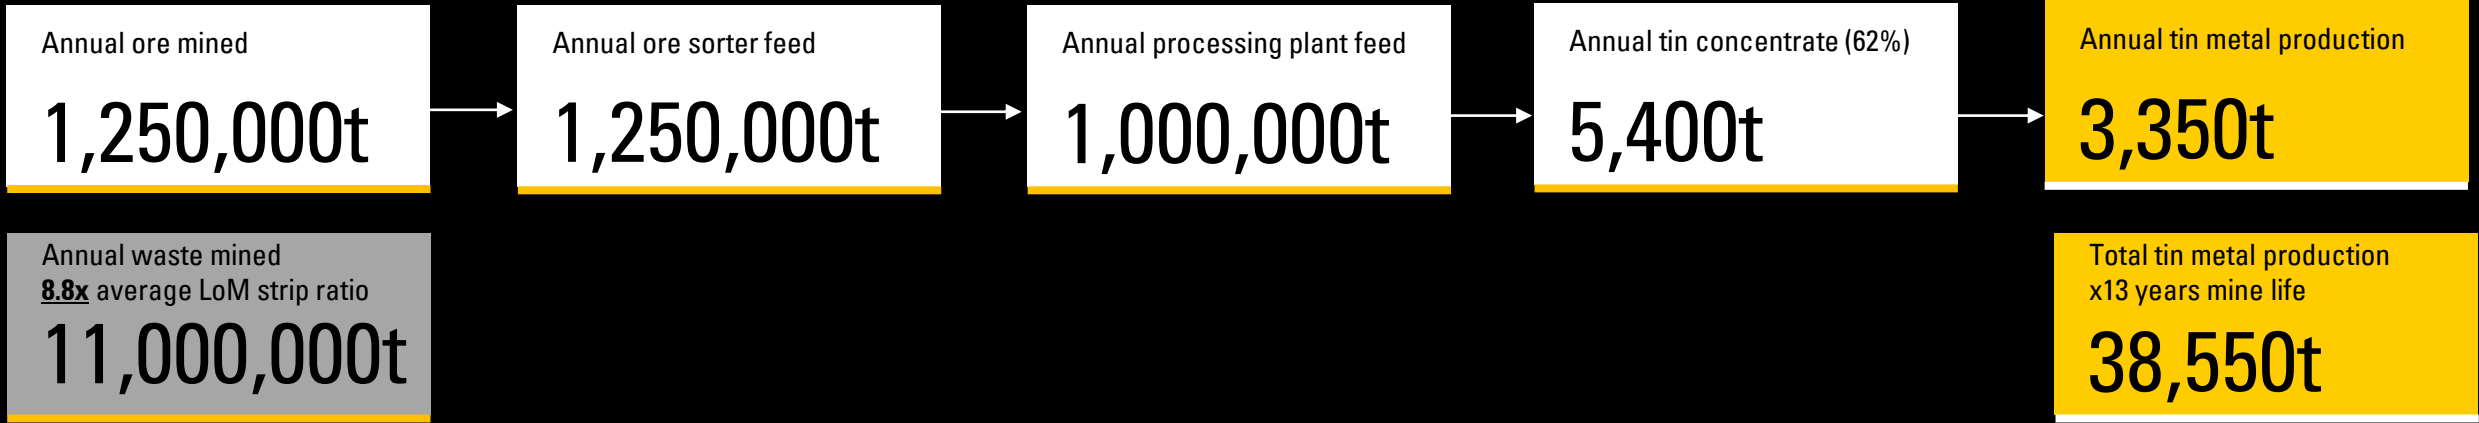 Annual ore mined
1,250,000t
Annual ore sorter feed
1,250,000t
Annual processing plant feed
1,000,000t
Annual tin concentrate (62%)
5,400t
Annual tin metal production
3,350t
Annual waste mined
8.8x average LoM strip ratio
11,000,000t
Total tin metal production
x13 years mine life
38,550t